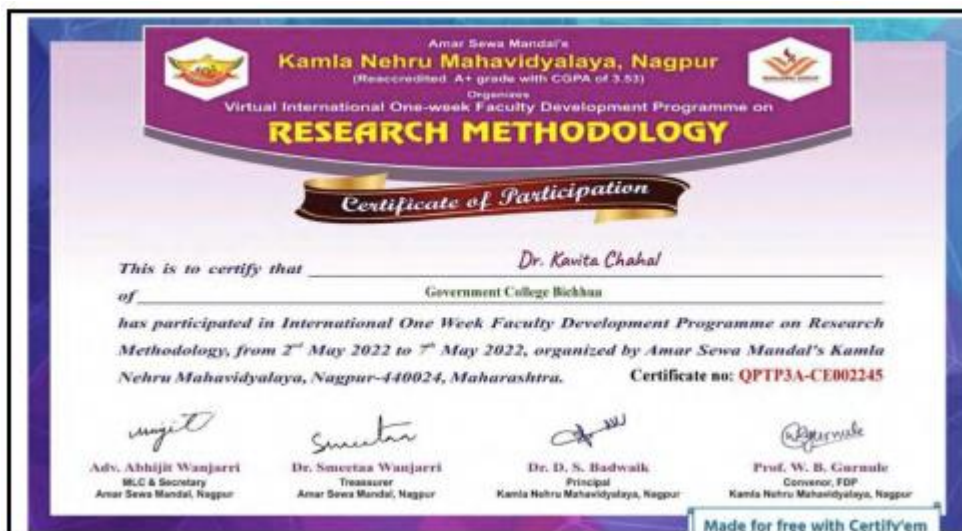 Amar Sewa Mandal's
Kamla Nehru Mahavidyalaya, Nagpur
(Reaccredited A+ grade with CGPA of 3.53)
Organizes
Virtual International One-week Faculty Development Programme on
RESEARCH METHODOLOGY
Certificate of Participation
This is to certify that Dr. Kavita Chahal
of Government College Bichhua
has participated in International One Week Faculty Development Programme on Research
Methodology, from 2nd May 2022 to 7th May 2022, organized by Amar Sewa Mandal's Kamla
Nehru Mahavidyalaya, Nagpur-440024, Maharashtra. Certificate no: QPTP3A-CE002245
Adv. Abhijit Wanjarri
MLC & Secretary
Amar Sewa Mandal, Nagpur
Dr. Smeetaa Wanjarri
Treasurer
Amar Sewa Mandal, Nagpur
Dr. D. S. Badwaik
Principal
Kamla Nehru Mahavidyalaya, Nagpur
Prof. W. B. Gurnule
Convenor, FDP
Kamla Nehru Mahavidyalaya, Nagpur
Made for free with Certify'em